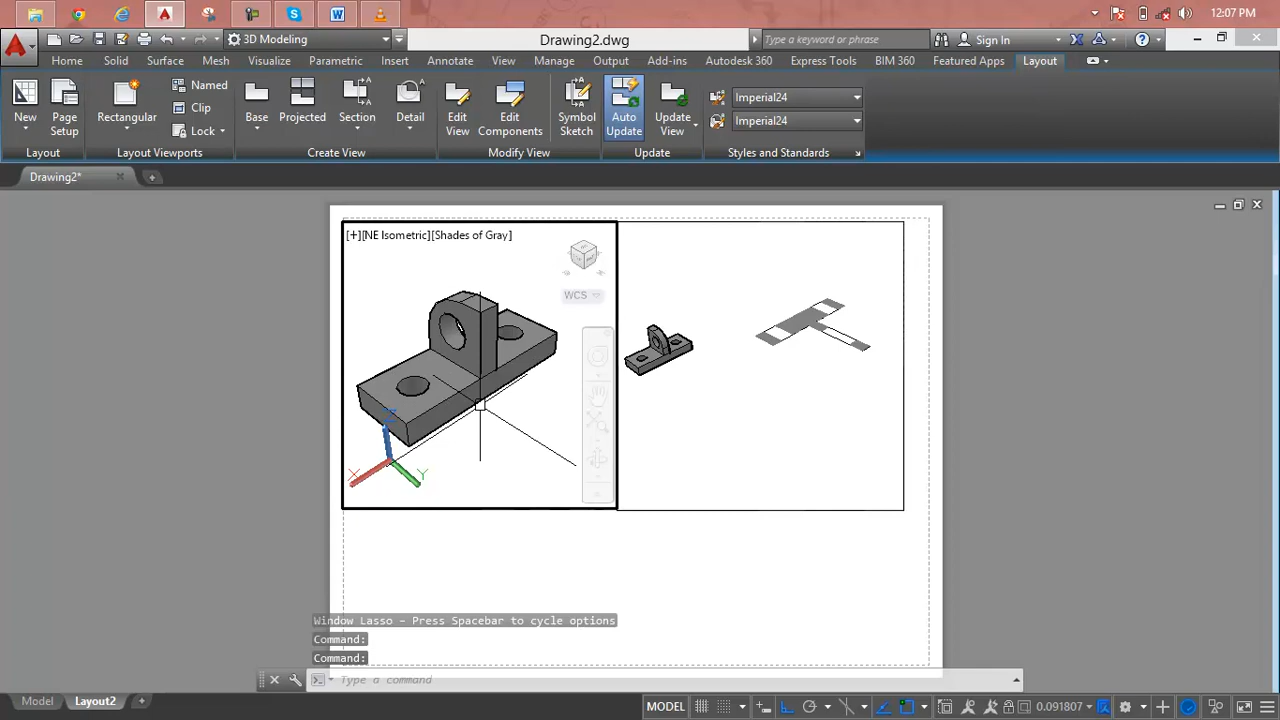 12:07 PM
3D Modeling
Drawing2.dwg
Type a keyword or phrase
Sign In
Home Solid Surface Mesh Visualize Parametric Insert Annotate View Manage Output Add-ins Autodesk 360 Express Tools BIM 360 Featured Apps Layout
New
Page Setup
Rectangular
Named
Clip
Lock
Base
Projected
Section
Detail
Edit View
Edit Components
Symbol Sketch
Auto Update
Update View
Imperial24
Imperial24
Layout
Layout Viewports
Create View
Modify View
Update
Styles and Standards
Drawing2*
[+][NE Isometric][Shades of Gray]
WCS
X
Y
Window Lasso - Press Spacebar to cycle options
Command:
Command:
Type a command
Model
Layout2
MODEL
0.091807